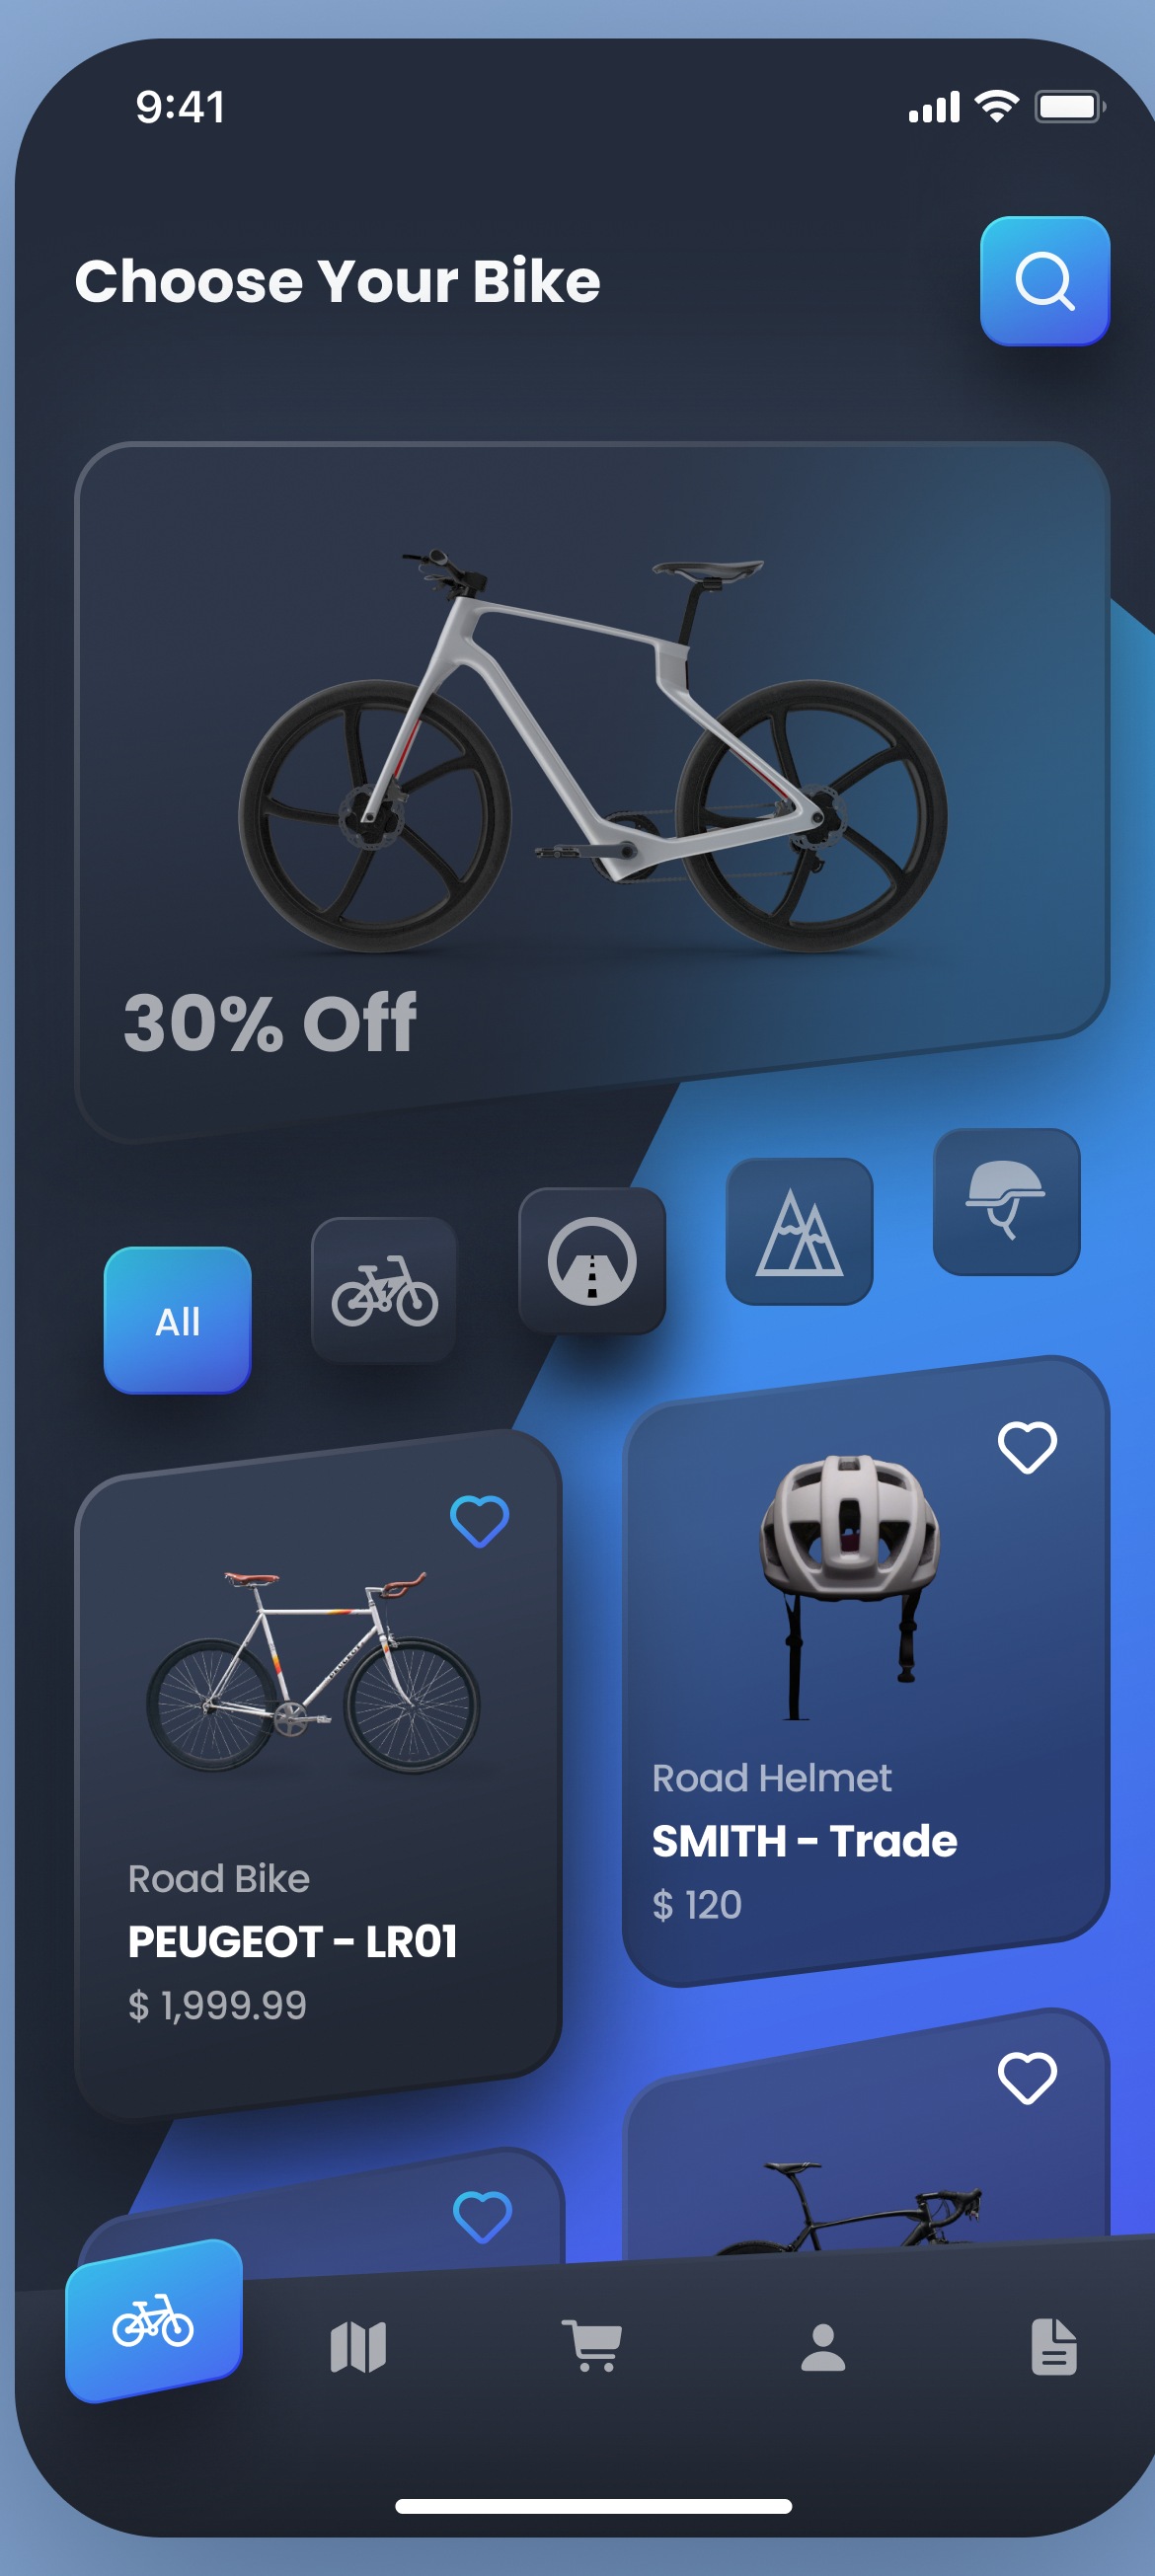 9:41
Choose Your Bike
30% Off
All
PEUGEOT
Road Bike
PEUGEOT - LR01
$ 1,999.99
Road Helmet
SMITH - Trade
$ 120